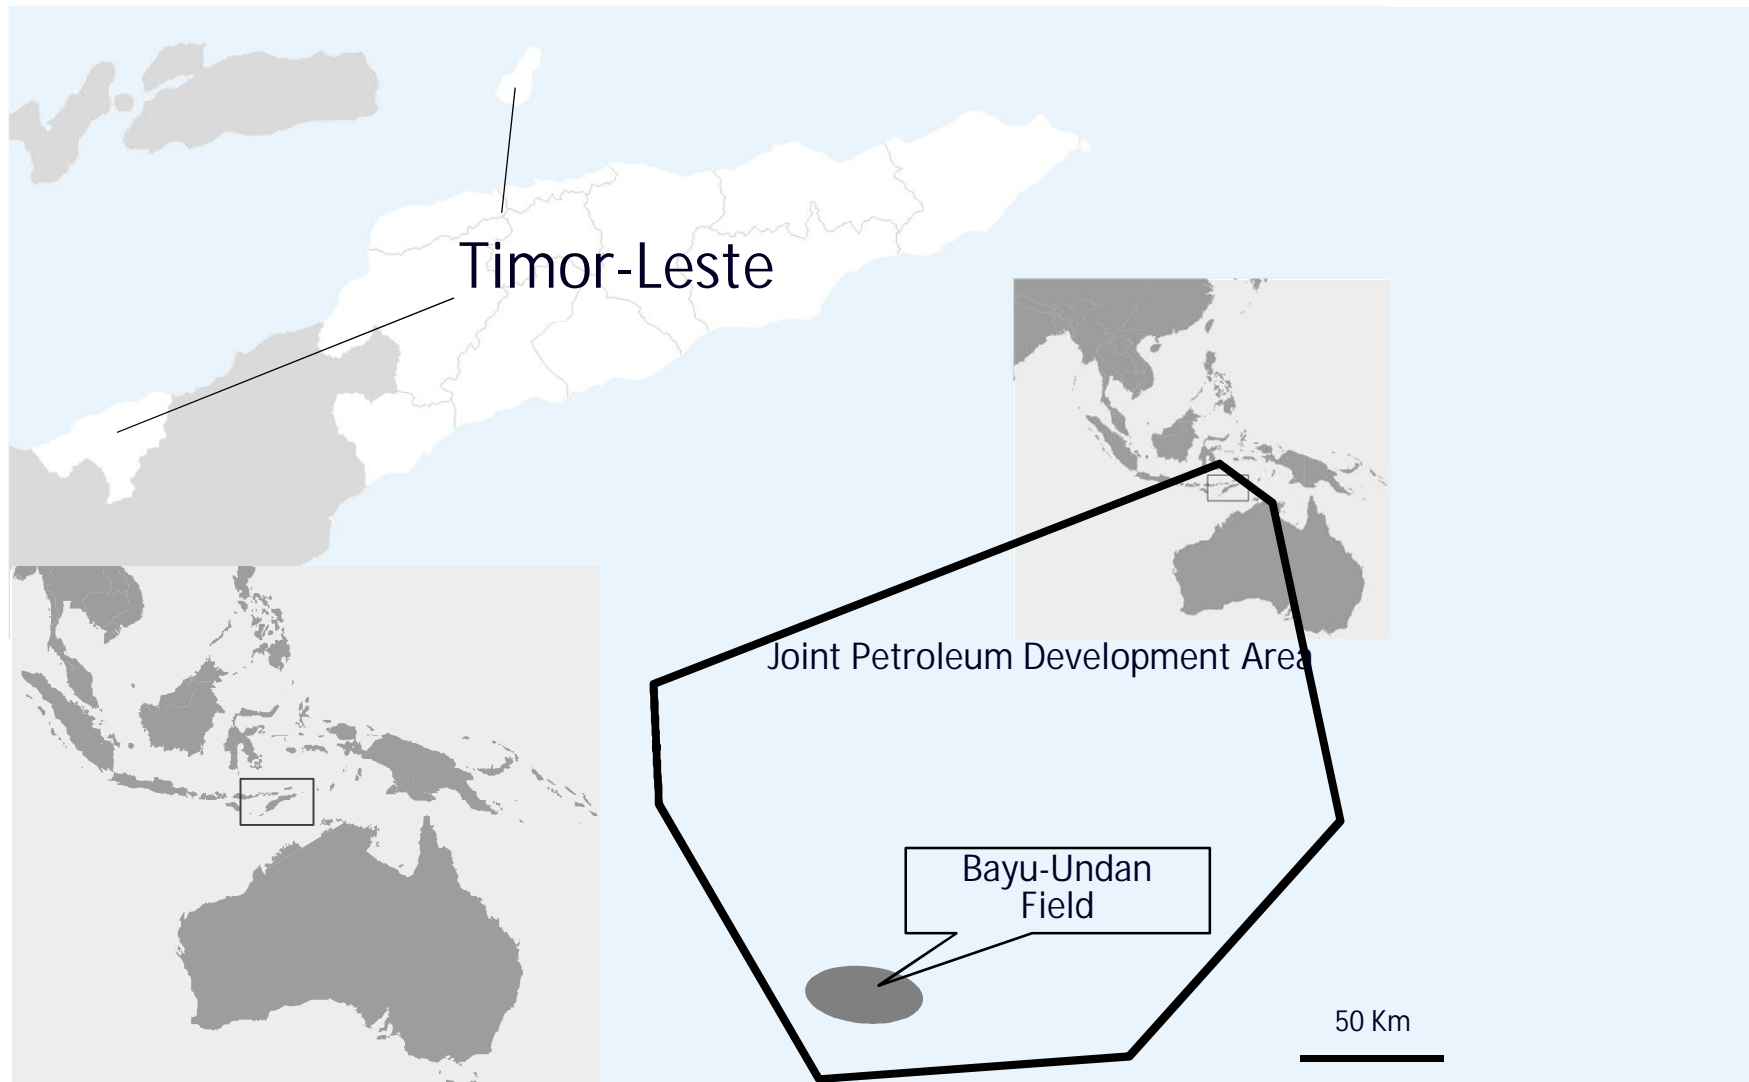 Timor-Leste
Joint Petroleum Development Area
Bayu-Undan
Field
50 Km